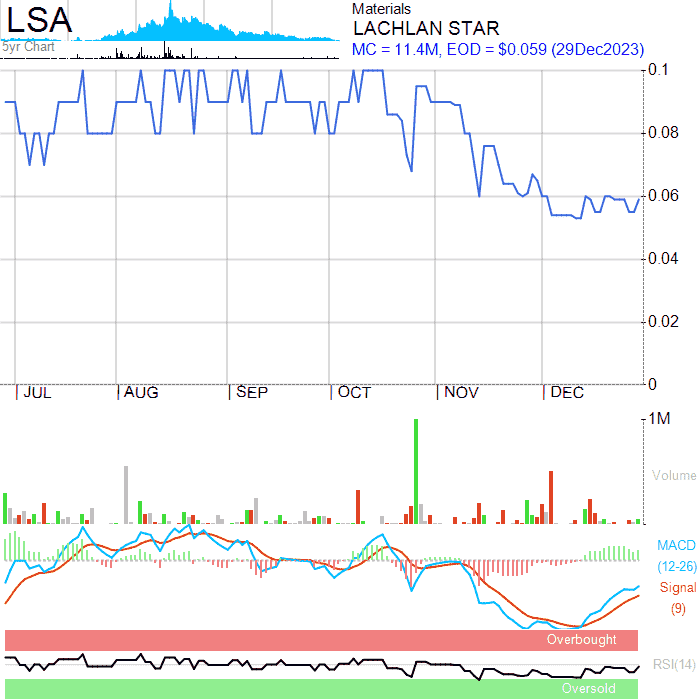 LSA
5yr Chart
Materials
LACHLAN STAR
MC = 11.4M, EOD = $0.059 (29Dec2023)
0.1
0.08
0.06
0.04
0.02
0
JUL AUG SEP OCT NOV DEC
1M
Volume
MACD
(12-26)
Signal
(9)
Overbought
RSI(14)
Oversold